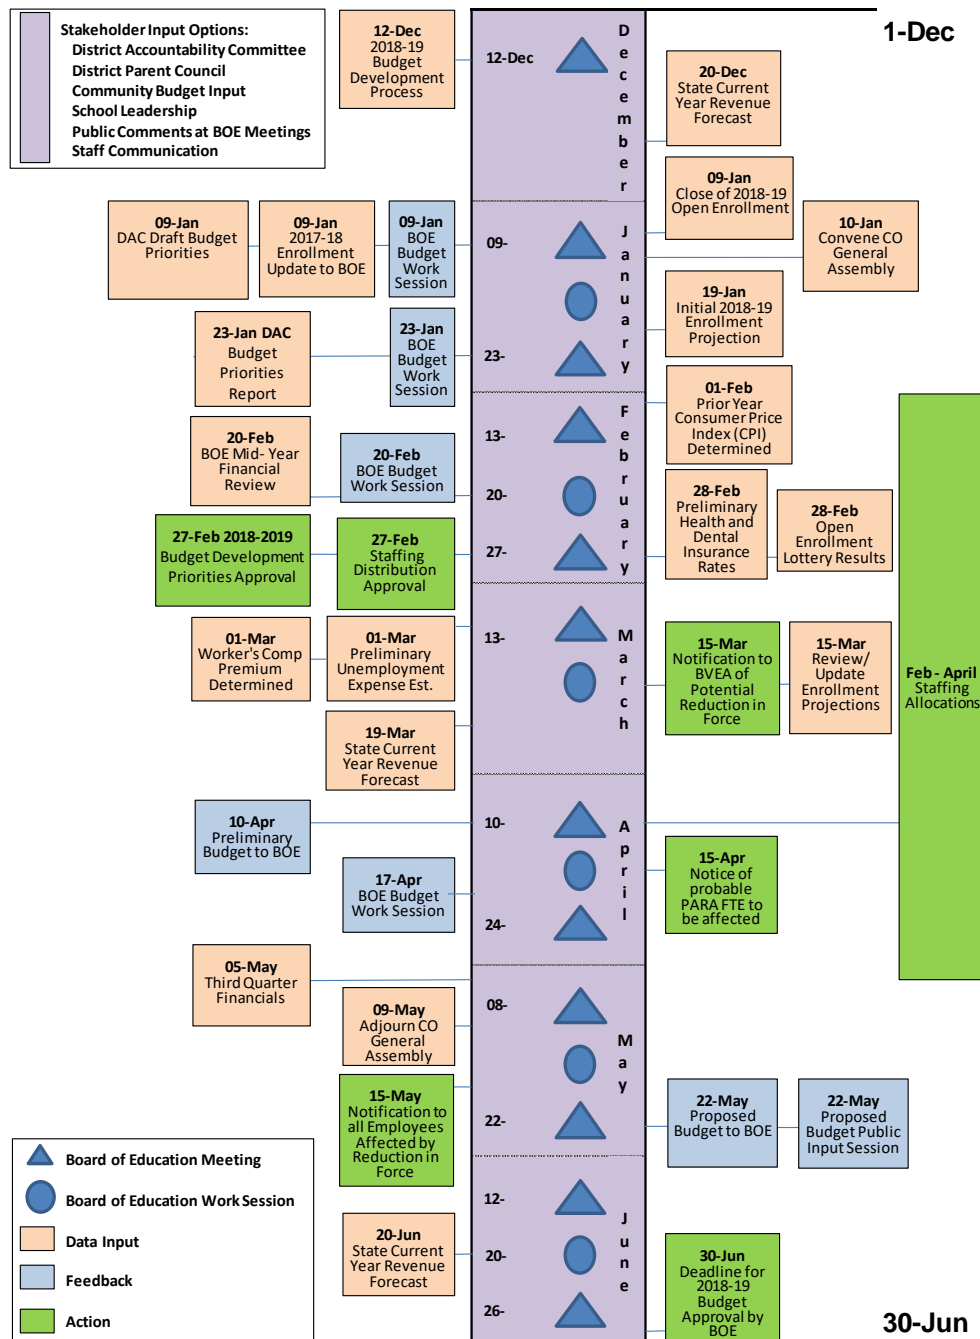 Stakeholder Input Options:
District Accountability Committee
District Parent Council
Community Budget Input
School Leadership
Public Comments at BOE Meetings
Staff Communication
12-Dec
2018-19
Budget
Development
Process
12-Dec
December
1-Dec
20-Dec
State Current
Year Revenue
Forecast
09-Jan
Close of 2018-19
Open Enrollment
09-Jan
DAC Draft Budget
Priorities
09-Jan
2017-18
Enrollment
Update to BOE
09-Jan
BOE
Budget
Work
Session
09-
January
10-Jan
Convene CO
General
Assembly
19-Jan
Initial 2018-19
Enrollment
Projection
23-Jan DAC
Budget
Priorities
Report
23-Jan
BOE
Budget
Work
Session
23-
01-Feb
Prior Year
Consumer Price
Index (CPI)
Determined
February
13-
20-Feb
BOE Mid- Year
Financial
Review
20-Feb
BOE Budget
Work Session
20-
28-Feb
Preliminary
Health and
Dental
Insurance
Rates
28-Feb
Open
Enrollment
Lottery Results
27-Feb 2018-2019
Budget Development
Priorities Approval
27-Feb
Staffing
Distribution
Approval
27-
01-Mar
Worker's Comp
Premium
Determined
01-Mar
Preliminary
Unemployment
Expense Est.
13-
March
15-Mar
Notification to
BVEA of
Potential
Reduction in
Force
15-Mar
Review/
Update
Enrollment
Projections
Feb - April
Staffing
Allocations
19-Mar
State Current
Year Revenue
Forecast
10-Apr
Preliminary
Budget to BOE
10-
April
17-Apr
BOE Budget
Work Session
15-Apr
Notice of
probable
PARA FTE to
be affected
24-
05-May
Third Quarter
Financials
09-May
Adjourn CO
General
Assembly
08-
May
15-May
Notification to
all Employees
Affected by
Reduction in
Force
22-
22-May
Proposed
Budget to BOE
22-May
Proposed
Budget Public
Input Session
Board of Education Meeting
Board of Education Work Session
Data Input
Feedback
Action
12-
June
20-Jun
State Current
Year Revenue
Forecast
20-
30-Jun
Deadline for
2018-19
Budget
Approval by
BOE
26-
30-Jun